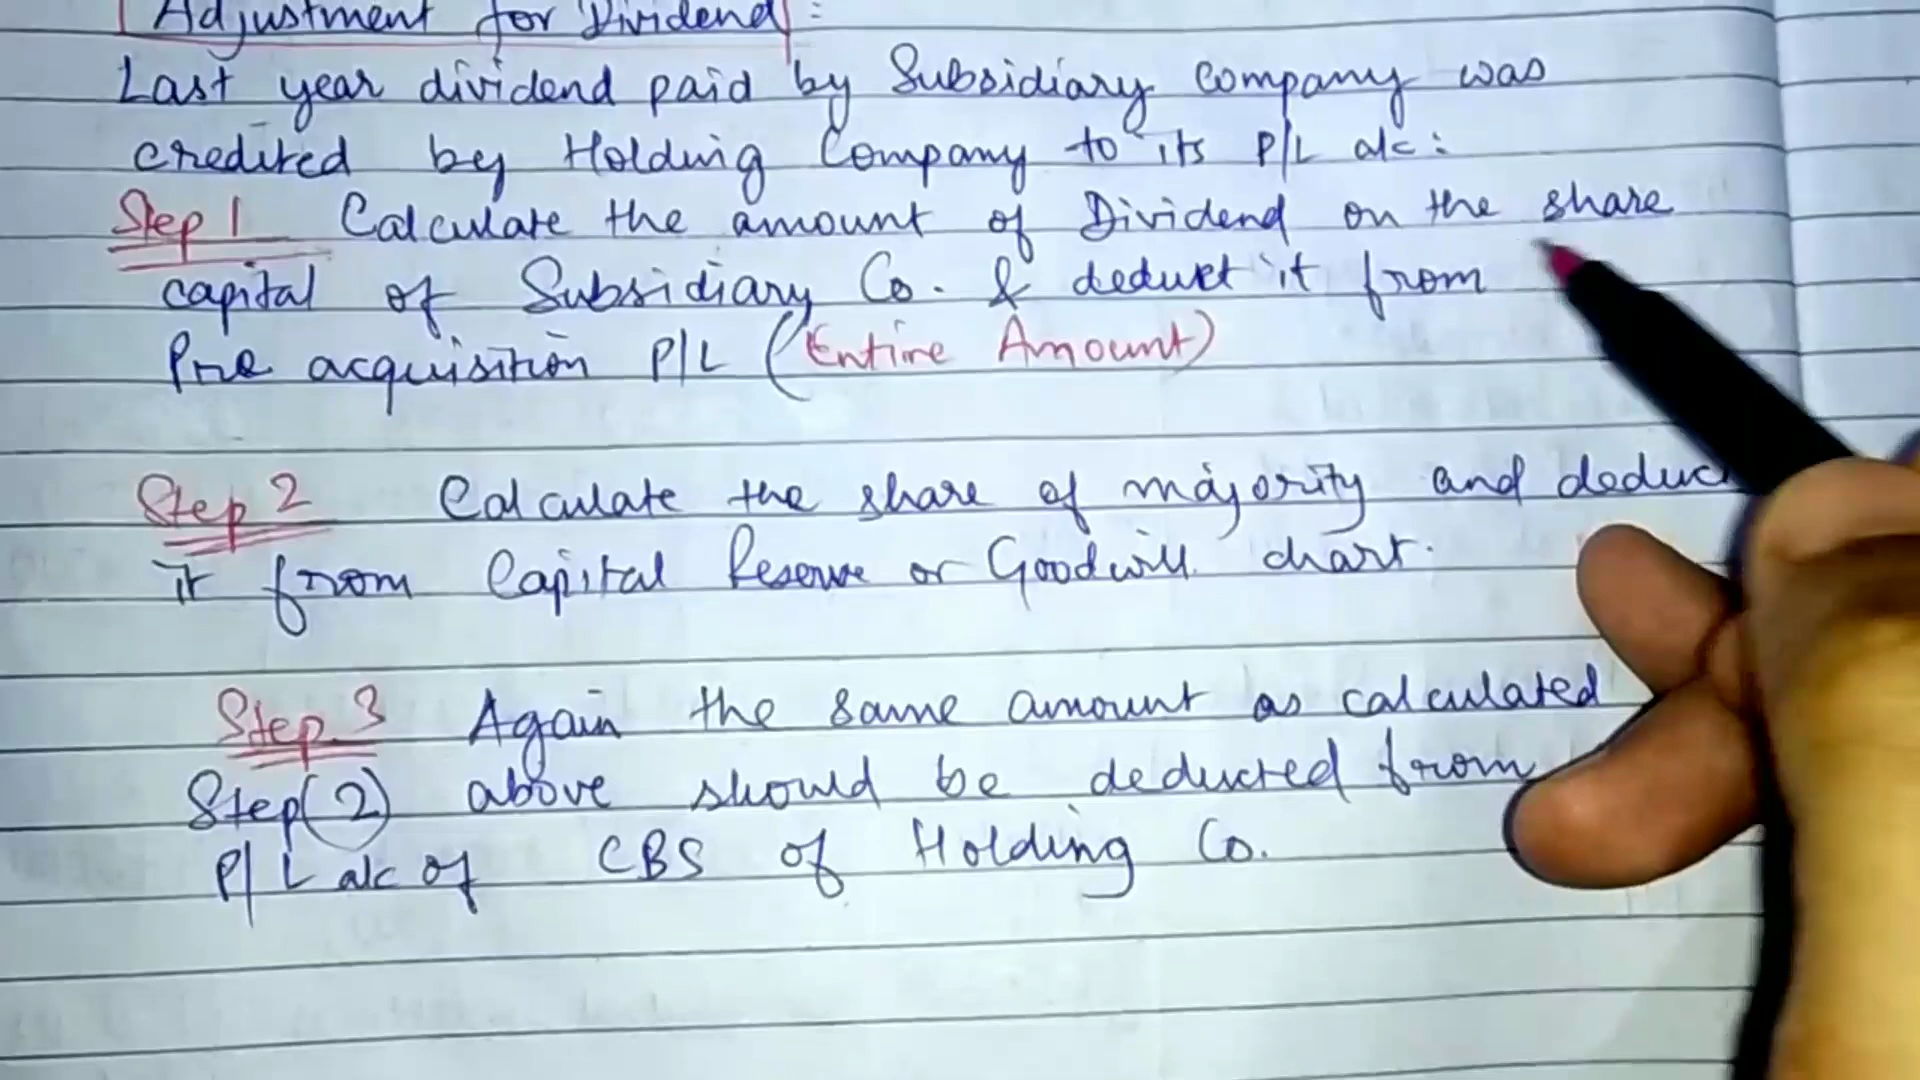 Adjustment for Dividend :
Last year dividend paid by Subsidiary Company was
credited by Holding Company to its P/L a/c :
Step 1 Calculate the amount of Dividend on the share
capital of Subsidiary Co. & deduct it from
Pre acquisition P/L (Entire Amount)
Step 2 Calculate the share of majority and deduc
it from Capital Reserve or Goodwill chart.
Step 3 Again the same amount as calculated
Step (2) above should be deducted from
P/L a/c of CBS of Holding Co.